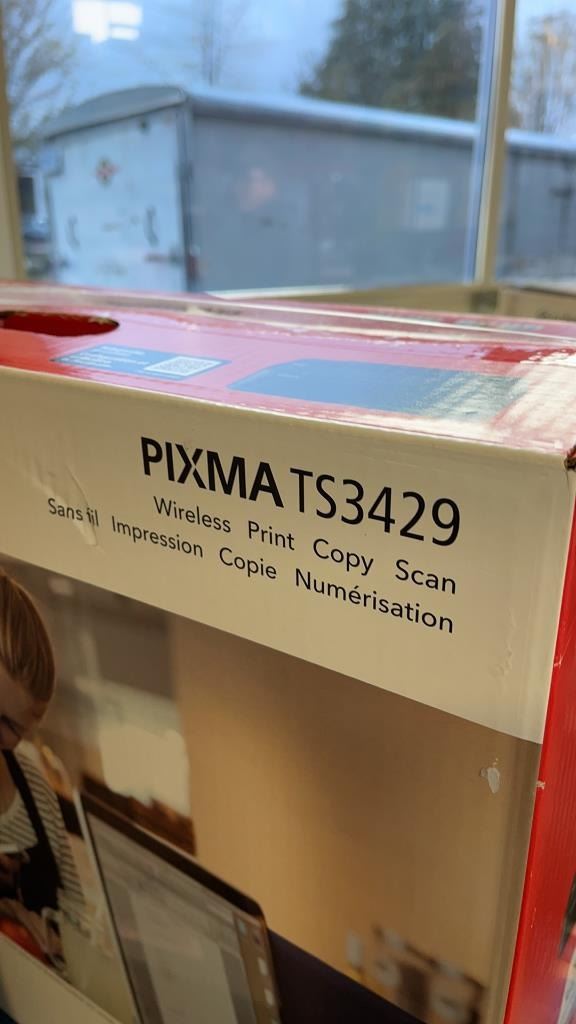 PIXMA TS3429
Wireless Print Copy Scan
Sans fil Impression Copie Numérisation